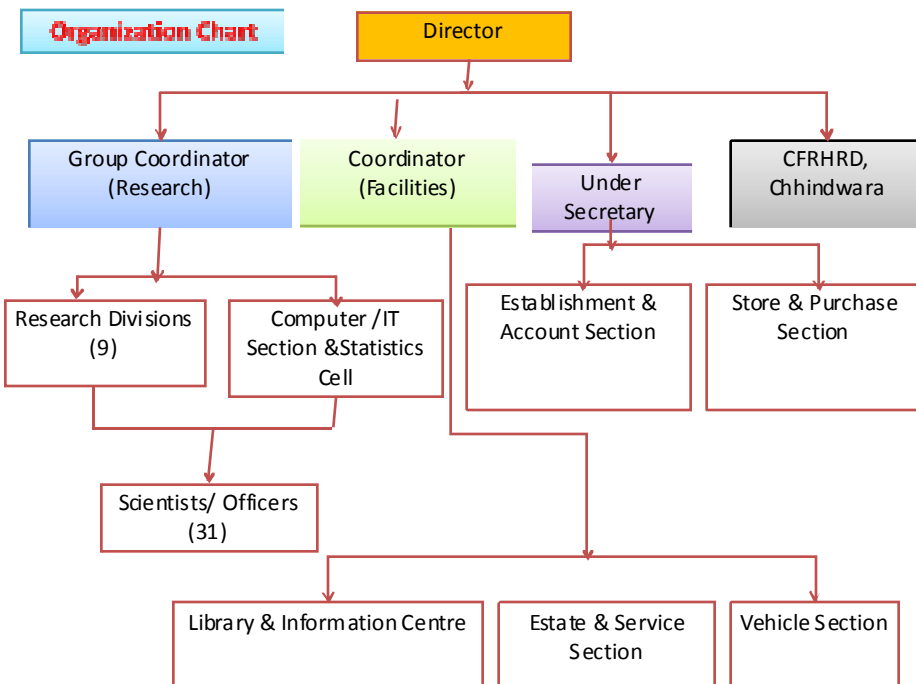 Organization Chart
Director
Group Coordinator
(Research)
Coordinator
(Facilities)
Under
Secretary
CFRHRD,
Chhindwara
Research Divisions
(9)
Computer /IT
Section &Statistics
Cell
Establishment &
Account Section
Store & Purchase
Section
Scientists/ Officers
(31)
Library & Information Centre
Estate & Service
Section
Vehicle Section